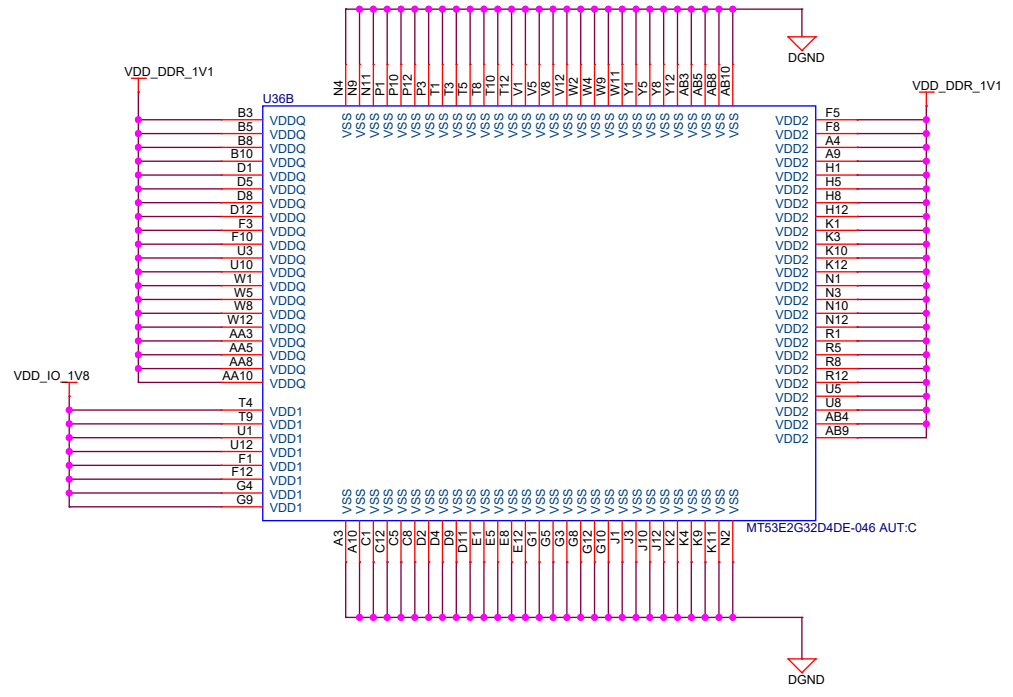 DGND
N4 N9 N11 P1 P10 P12 P3 T1 T3 T5 T8 T10 T12 V1 V5 V8 V12 W2 W4 W9 W11 Y1 Y5 Y8 Y12 AB3 AB5 AB8 AB10
VSS VSS VSS VSS VSS VSS VSS VSS VSS VSS VSS VSS VSS VSS VSS VSS VSS VSS VSS VSS VSS VSS VSS VSS VSS VSS VSS VSS VSS
VDD_DDR_1V1
VDD_DDR_1V1
U36B
B3 VDDQ VDD2 F5
B5 VDDQ VDD2 F8
B8 VDDQ VDD2 A4
B10 VDDQ VDD2 A9
D1 VDDQ VDD2 H1
D5 VDDQ VDD2 H5
D8 VDDQ VDD2 H8
D12 VDDQ VDD2 H12
F3 VDDQ VDD2 K1
F10 VDDQ VDD2 K3
U3 VDDQ VDD2 K10
U10 VDDQ VDD2 K12
W1 VDDQ VDD2 N1
W5 VDDQ VDD2 N3
W8 VDDQ VDD2 N10
W12 VDDQ VDD2 N12
AA3 VDDQ VDD2 R1
AA5 VDDQ VDD2 R5
AA8 VDDQ VDD2 R8
AA10 VDDQ VDD2 R12
VDD_IO_1V8
VDD2 U5
T4 VDD1 VDD2 U8
T9 VDD1 VDD2 AB4
U1 VDD1 VDD2 AB9
U12 VDD1
F1 VDD1
F12 VDD1
G4 VDD1
G9 VDD1
VSS VSS VSS VSS VSS VSS VSS VSS VSS VSS VSS VSS VSS VSS VSS VSS VSS VSS VSS VSS VSS VSS VSS VSS VSS VSS VSS VSS VSS
MT53E2G32D4DE-046 AUT:C
A3 A10 C1 C12 C5 C8 D2 D4 D9 D11 E1 E5 E8 E12 G1 G5 G3 G8 G12 G10 J1 J3 J10 J12 K2 K4 K9 K11 N2
DGND